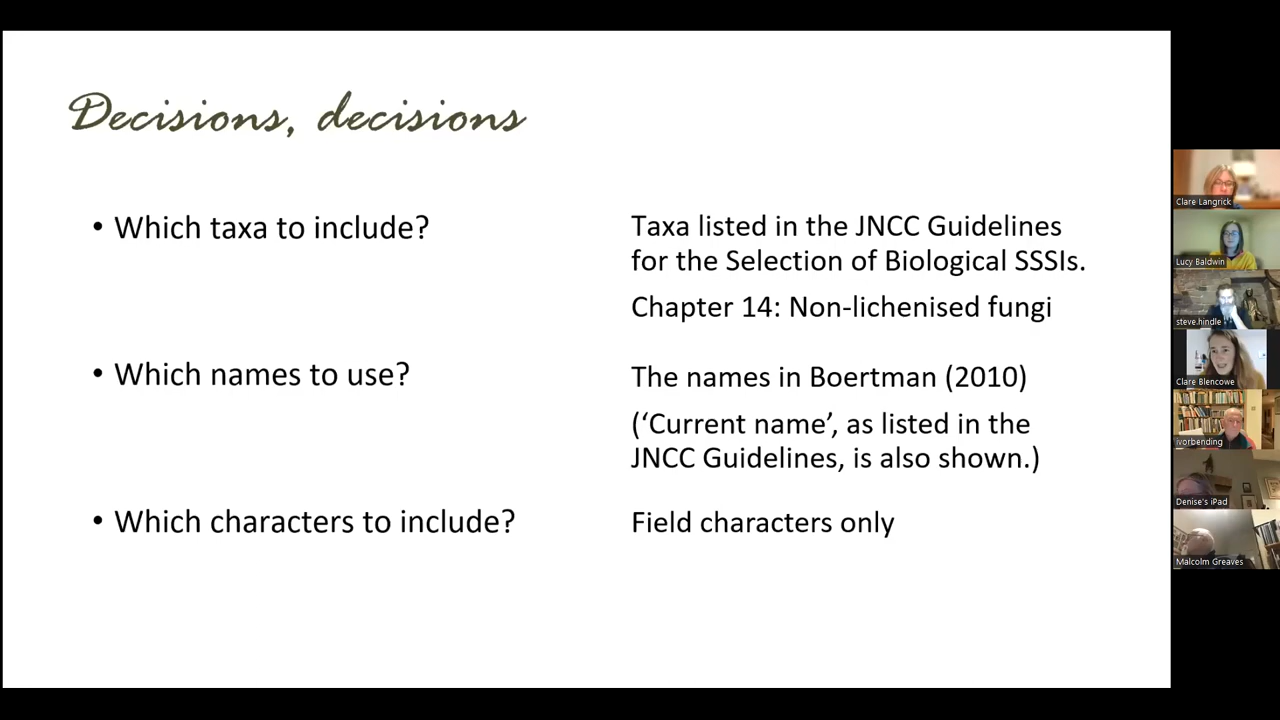 Decisions, decisions
• Which taxa to include?
Taxa listed in the JNCC Guidelines
for the Selection of Biological SSSIs.
Chapter 14: Non-lichenised fungi
• Which names to use?
The names in Boertman (2010)
(‘Current name’, as listed in the
JNCC Guidelines, is also shown.)
• Which characters to include?
Field characters only
Clare Langrick
Lucy Baldwin
steve.hindle
Clare Blencowe
ivorbending
Denise's iPad
Malcolm Greaves